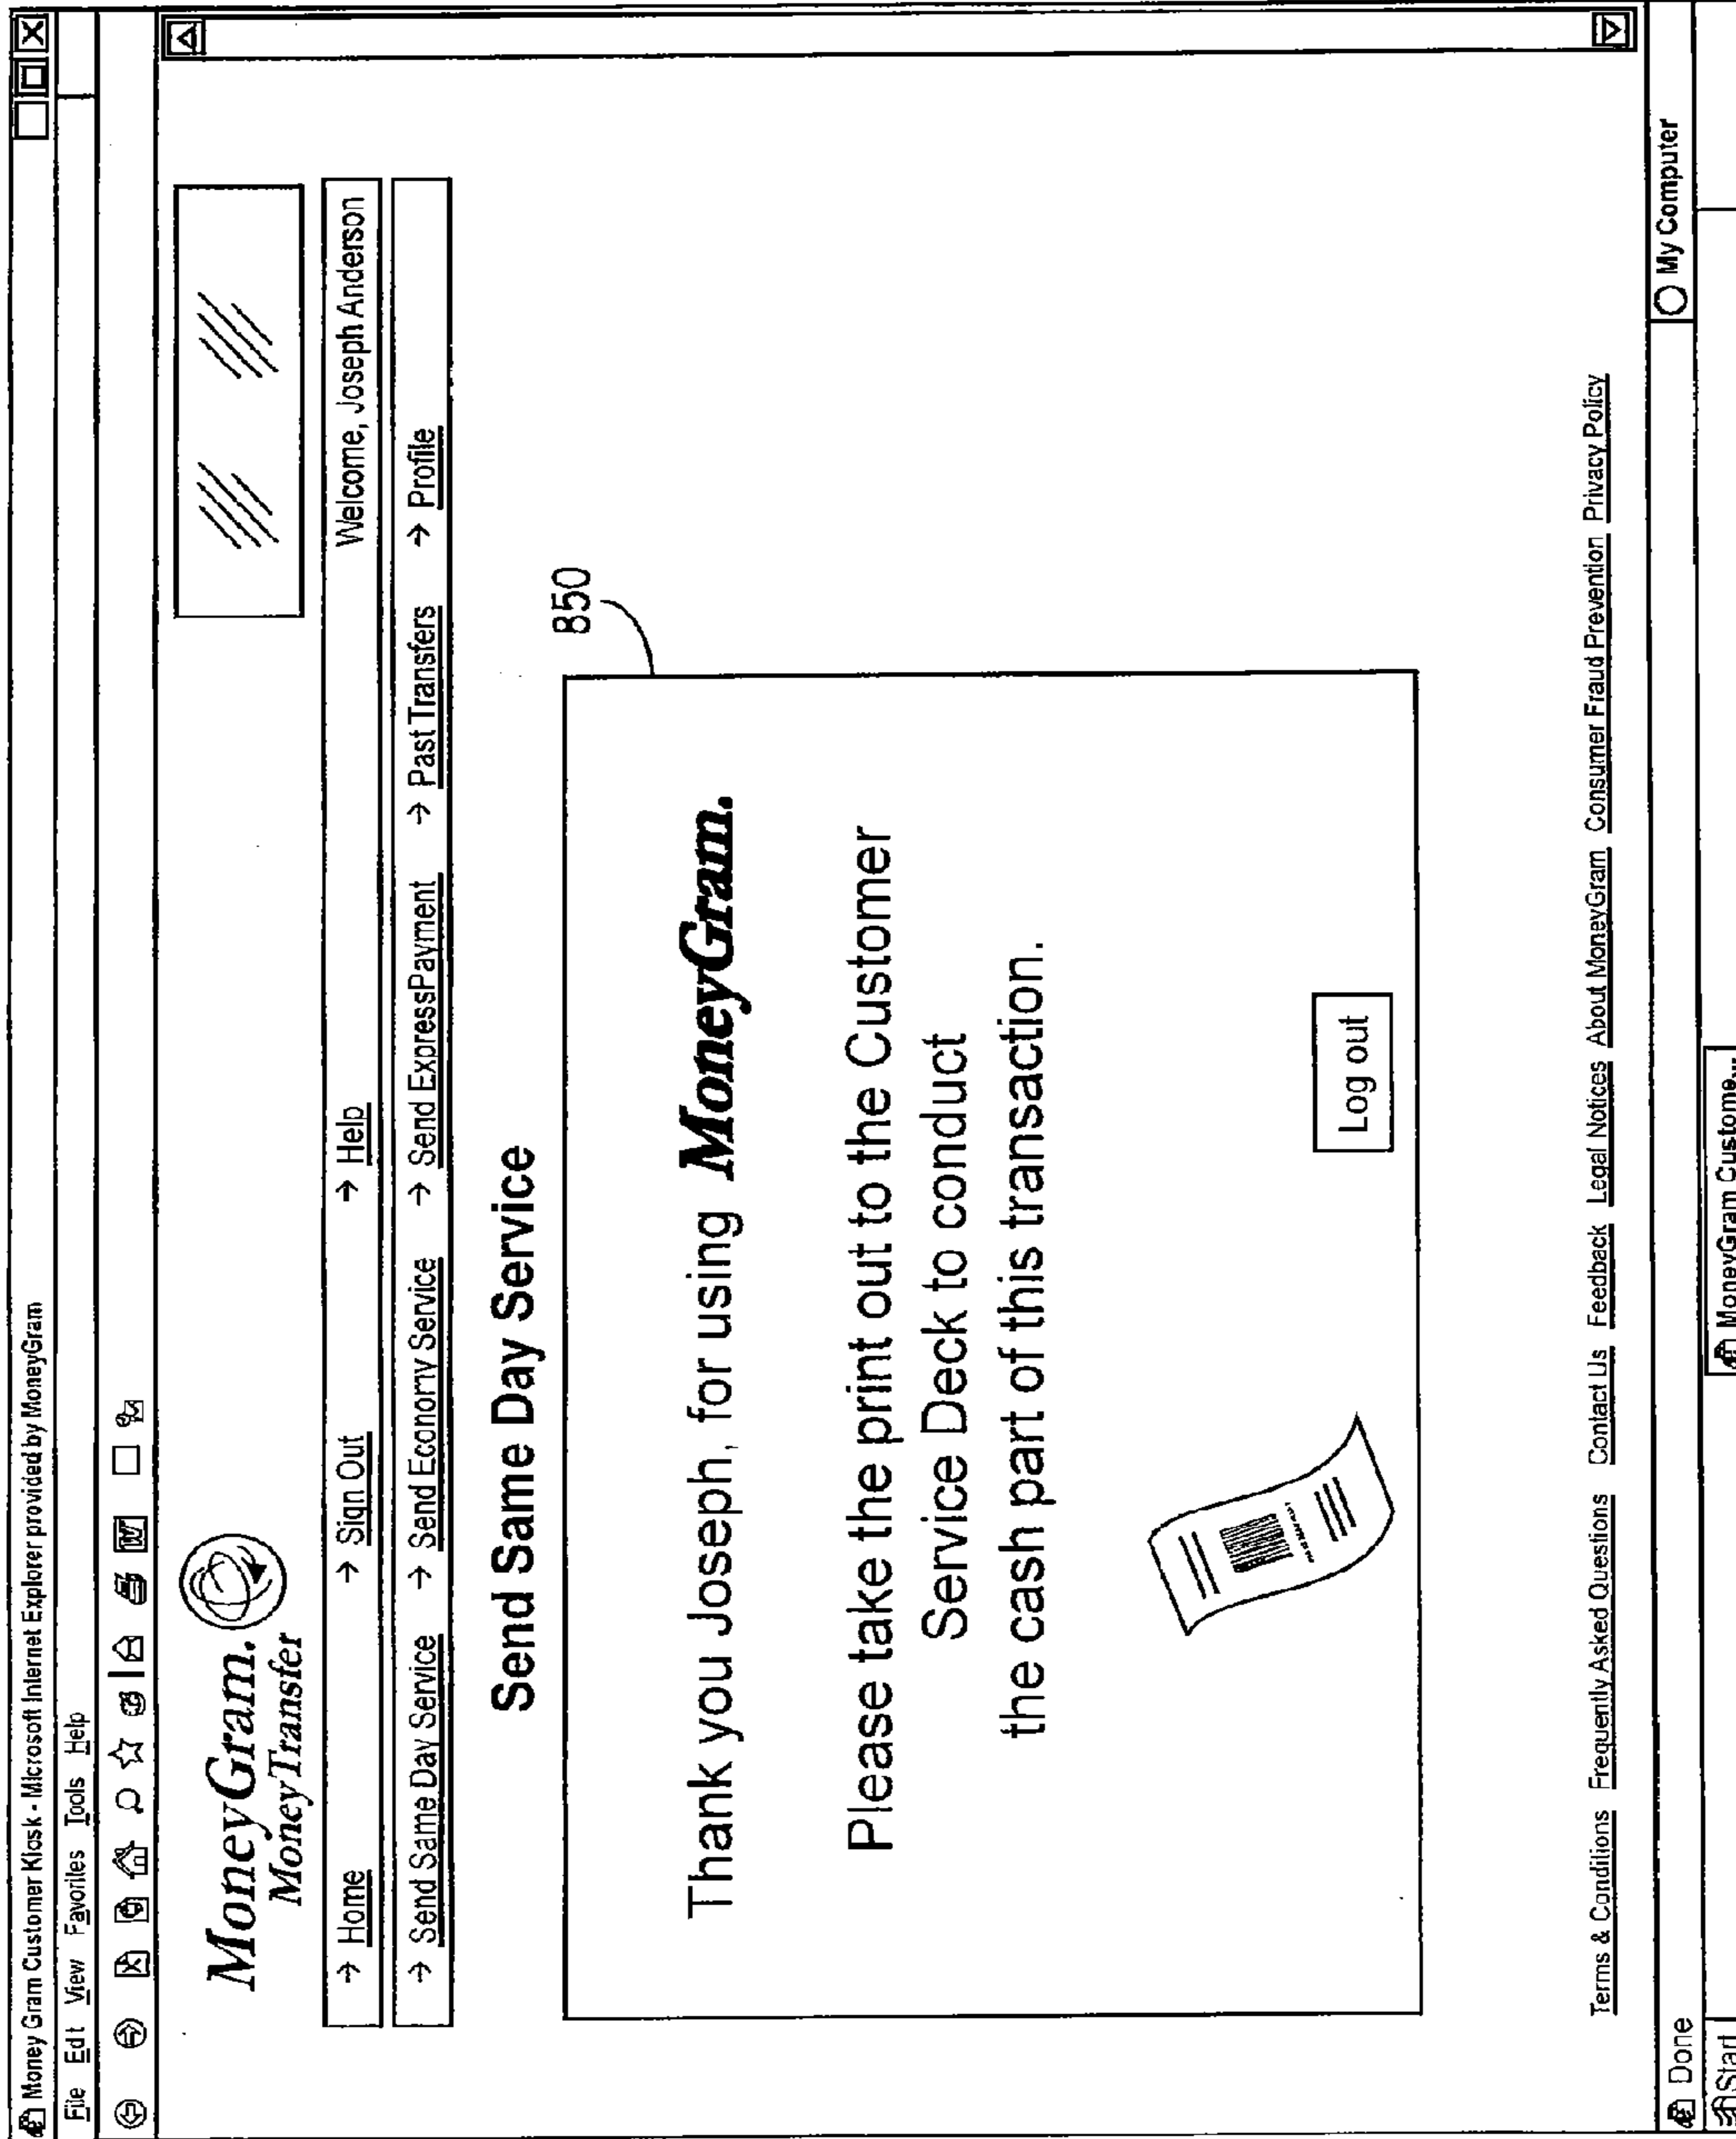 Money Gram Customer Kiosk - Microsoft Internet Explorer provided by MoneyGram
File Edit View Favorites Tools Help
W
MoneyGram.
MoneyTransfer
→ Home → Sign Out → Help Welcome, Joseph Anderson
→ Send Same Day Service → Send Economy Service → Send ExpressPayment → Past Transfers → Profile
Send Same Day Service
850
Thank you Joseph, for using MoneyGram.
Please take the print out to the Customer
Service Deck to conduct
the cash part of this transaction.
Log out
Terms & Conditions Frequently Asked Questions Contact Us Feedback Legal Notices About MoneyGram Consumer Fraud Prevention Privacy Policy
Done My Computer
Start MoneyGram Custome...